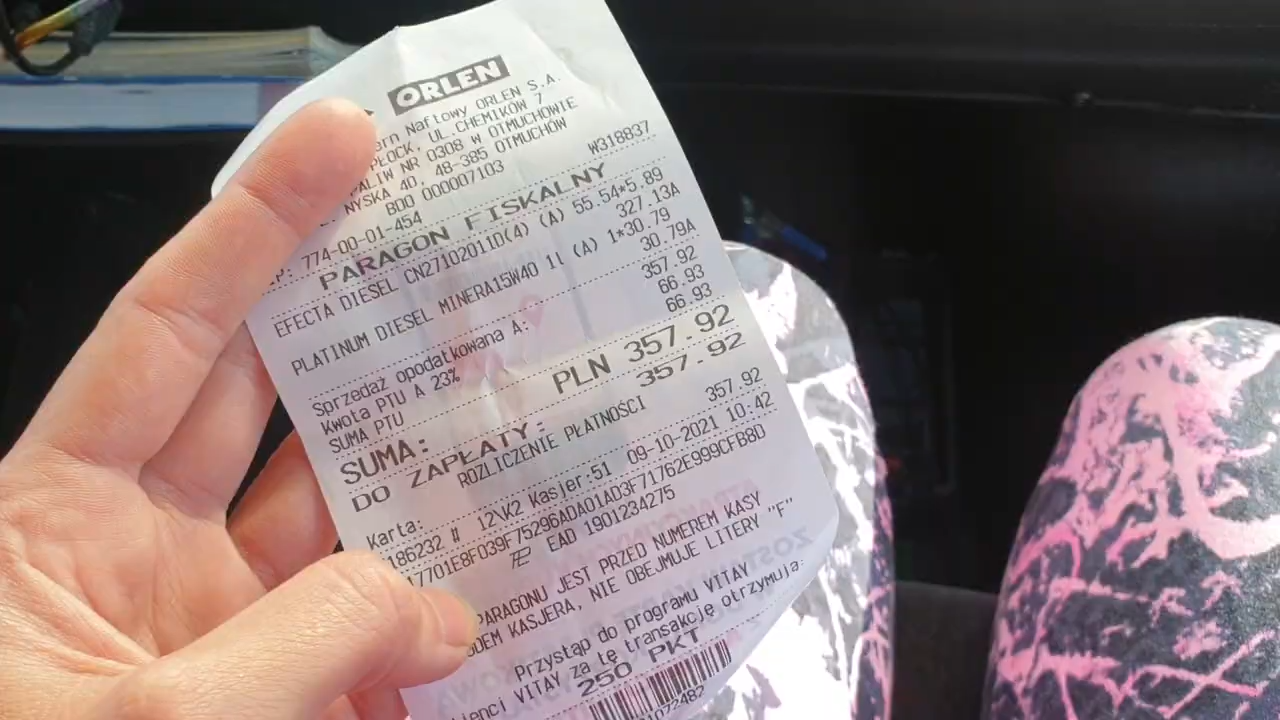 ORLEN
Naftowy ORLEN S.A.
UL.CHEMIKÓW 7
NR 0308 W OTMUCHOWIE
NYSKA 40, 48-385 OTMUCHÓW
BDO 000007103
774-00-01-454 W318837
PARAGON FISKALNY
EFECTA DIESEL CN27102011D(4) (A) 55.54*5.89
327.13A
PLATINUM DIESEL MINERA15W40 1l (A) 1*30.79
30.79A
Sprzedaż opodatkowana A: 357.92
Kwota PTU A 23% 66.93
SUMA PTU 66.93
SUMA: PLN 357.92
DO ZAPŁATY: 357.92
ROZLICZENIE PŁATNOŚCI
Karta: 357.92
186232 # 12\K2 Kasjer:51 09-10-2021 10:42
17701E8F039F75296ADA01AD3F71762E999CFB8D
EAD 1901234275
PARAGONU JEST PRZED NUMEREM KASY
KASJERA, NIE OBEJMUJE LITERY "F"
Przystąp do programu VITAY
VITAY za tę transakcję otrzymują:
250 PKT